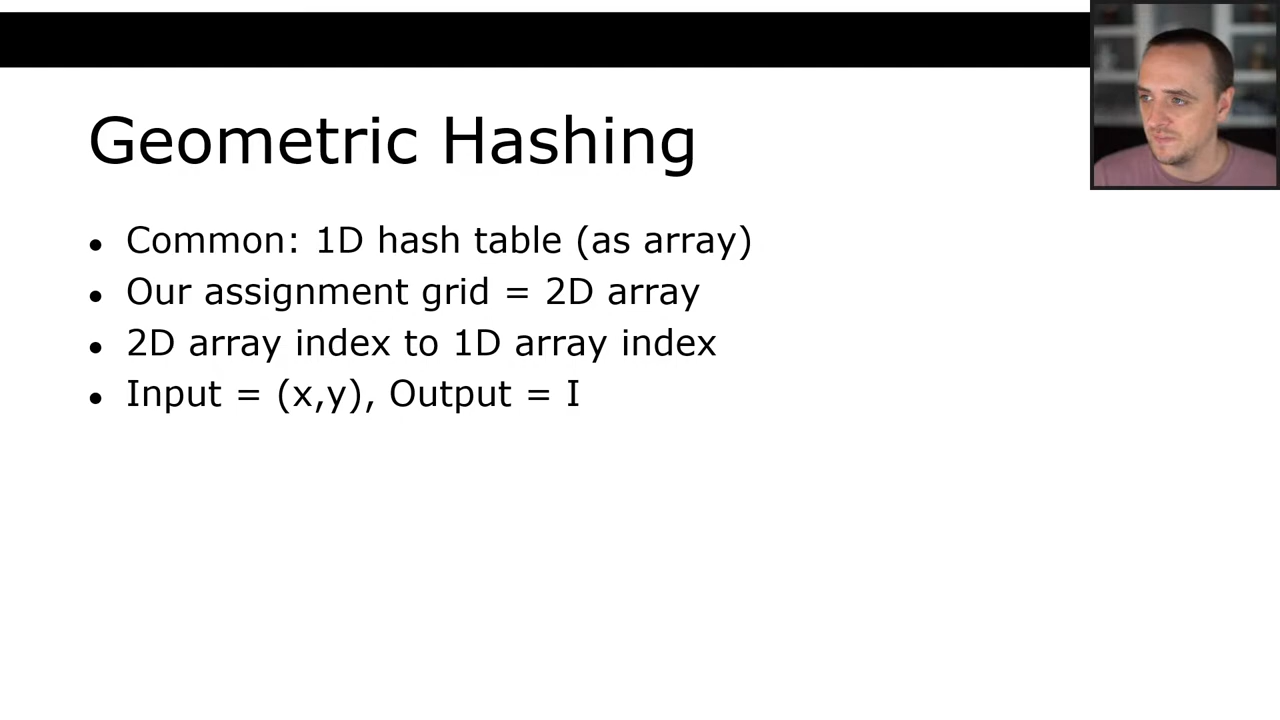 Geometric Hashing
● Common: 1D hash table (as array)
● Our assignment grid = 2D array
● 2D array index to 1D array index
● Input = (x,y), Output = I